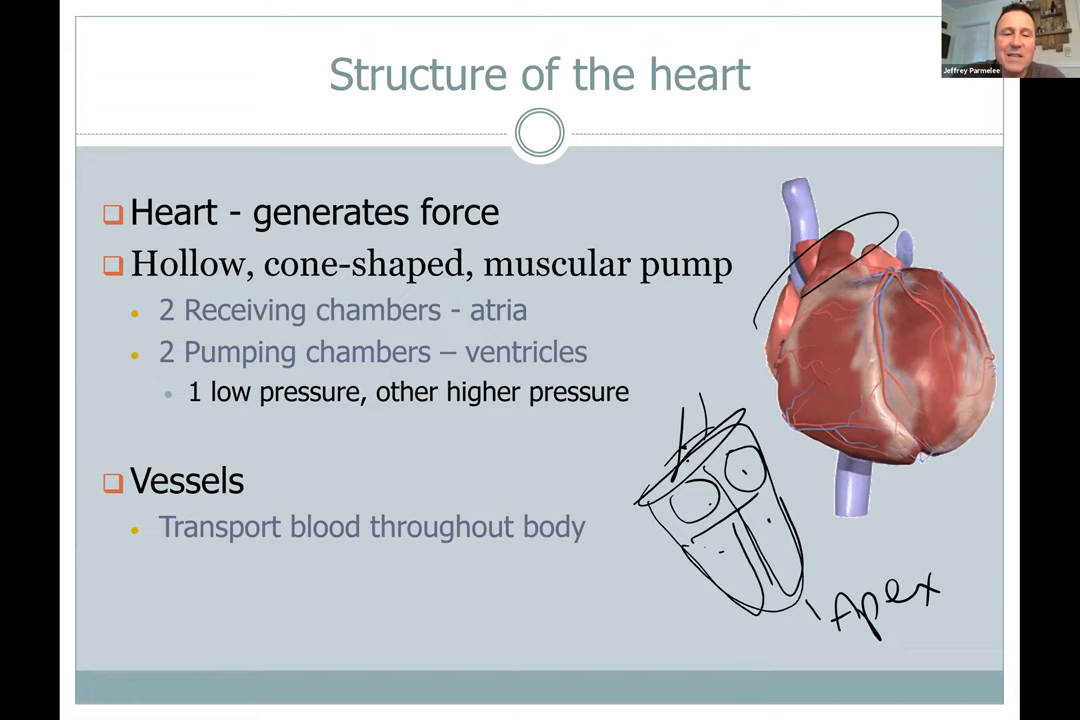 Structure of the heart
Jeffrey Parmelee
Heart - generates force
Hollow, cone-shaped, muscular pump
2 Receiving chambers - atria
2 Pumping chambers – ventricles
1 low pressure, other higher pressure
Vessels
Transport blood throughout body
Apex